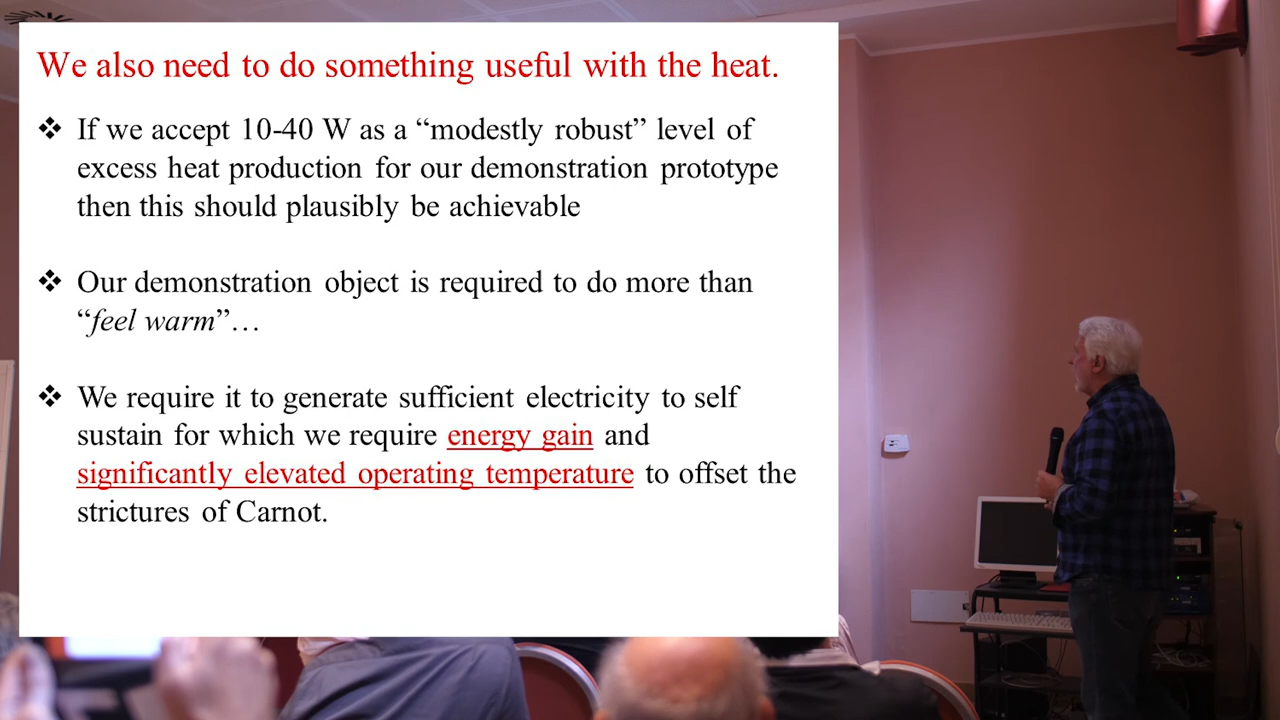 We also need to do something useful with the heat.
❖ If we accept 10-40 W as a “modestly robust” level of
excess heat production for our demonstration prototype
then this should plausibly be achievable
❖ Our demonstration object is required to do more than
“feel warm”…
❖ We require it to generate sufficient electricity to self
sustain for which we require energy gain and
significantly elevated operating temperature to offset the
strictures of Carnot.